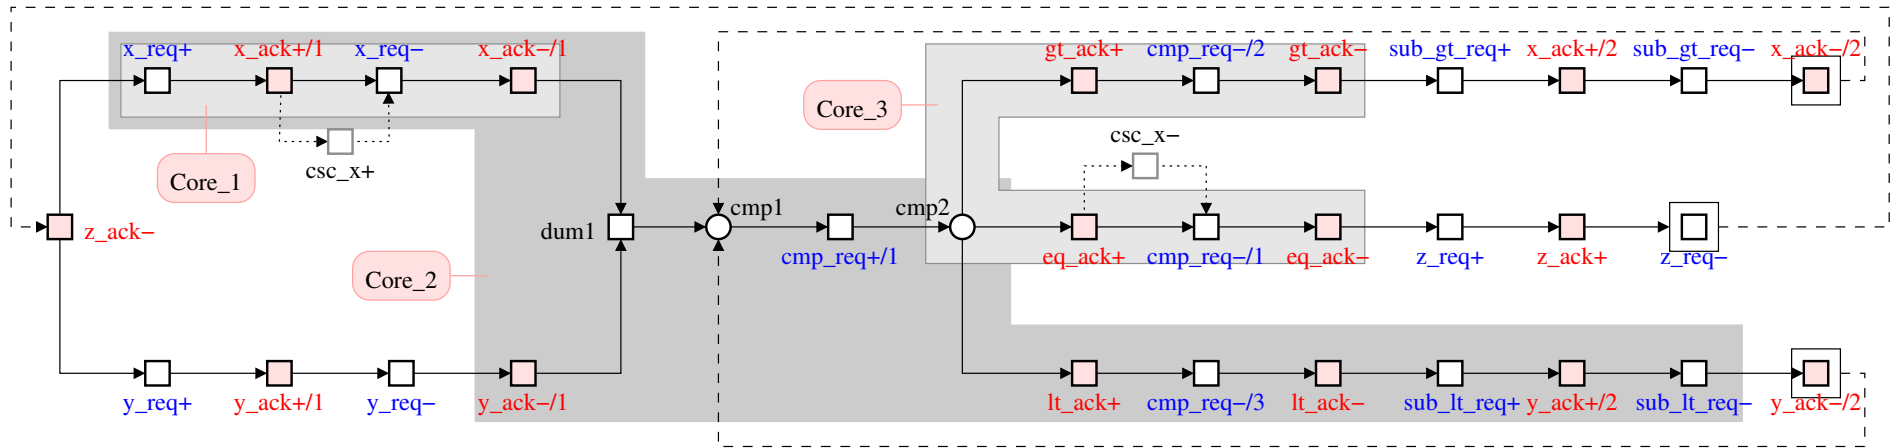 x_req+ x_ack+/1 x_req− x_ack−/1 gt_ack+ cmp_req−/2 gt_ack− sub_gt_req+ x_ack+/2 sub_gt_req− x_ack−/2
Core_3
csc_x−
csc_x+
Core_1
cmp1 cmp2
z_ack− dum1
cmp_req+/1 eq_ack+ cmp_req−/1 eq_ack− z_req+ z_ack+ z_req−
Core_2
y_req+ y_ack+/1 y_req− y_ack−/1 lt_ack+ cmp_req−/3 lt_ack− sub_lt_req+ y_ack+/2 sub_lt_req− y_ack−/2